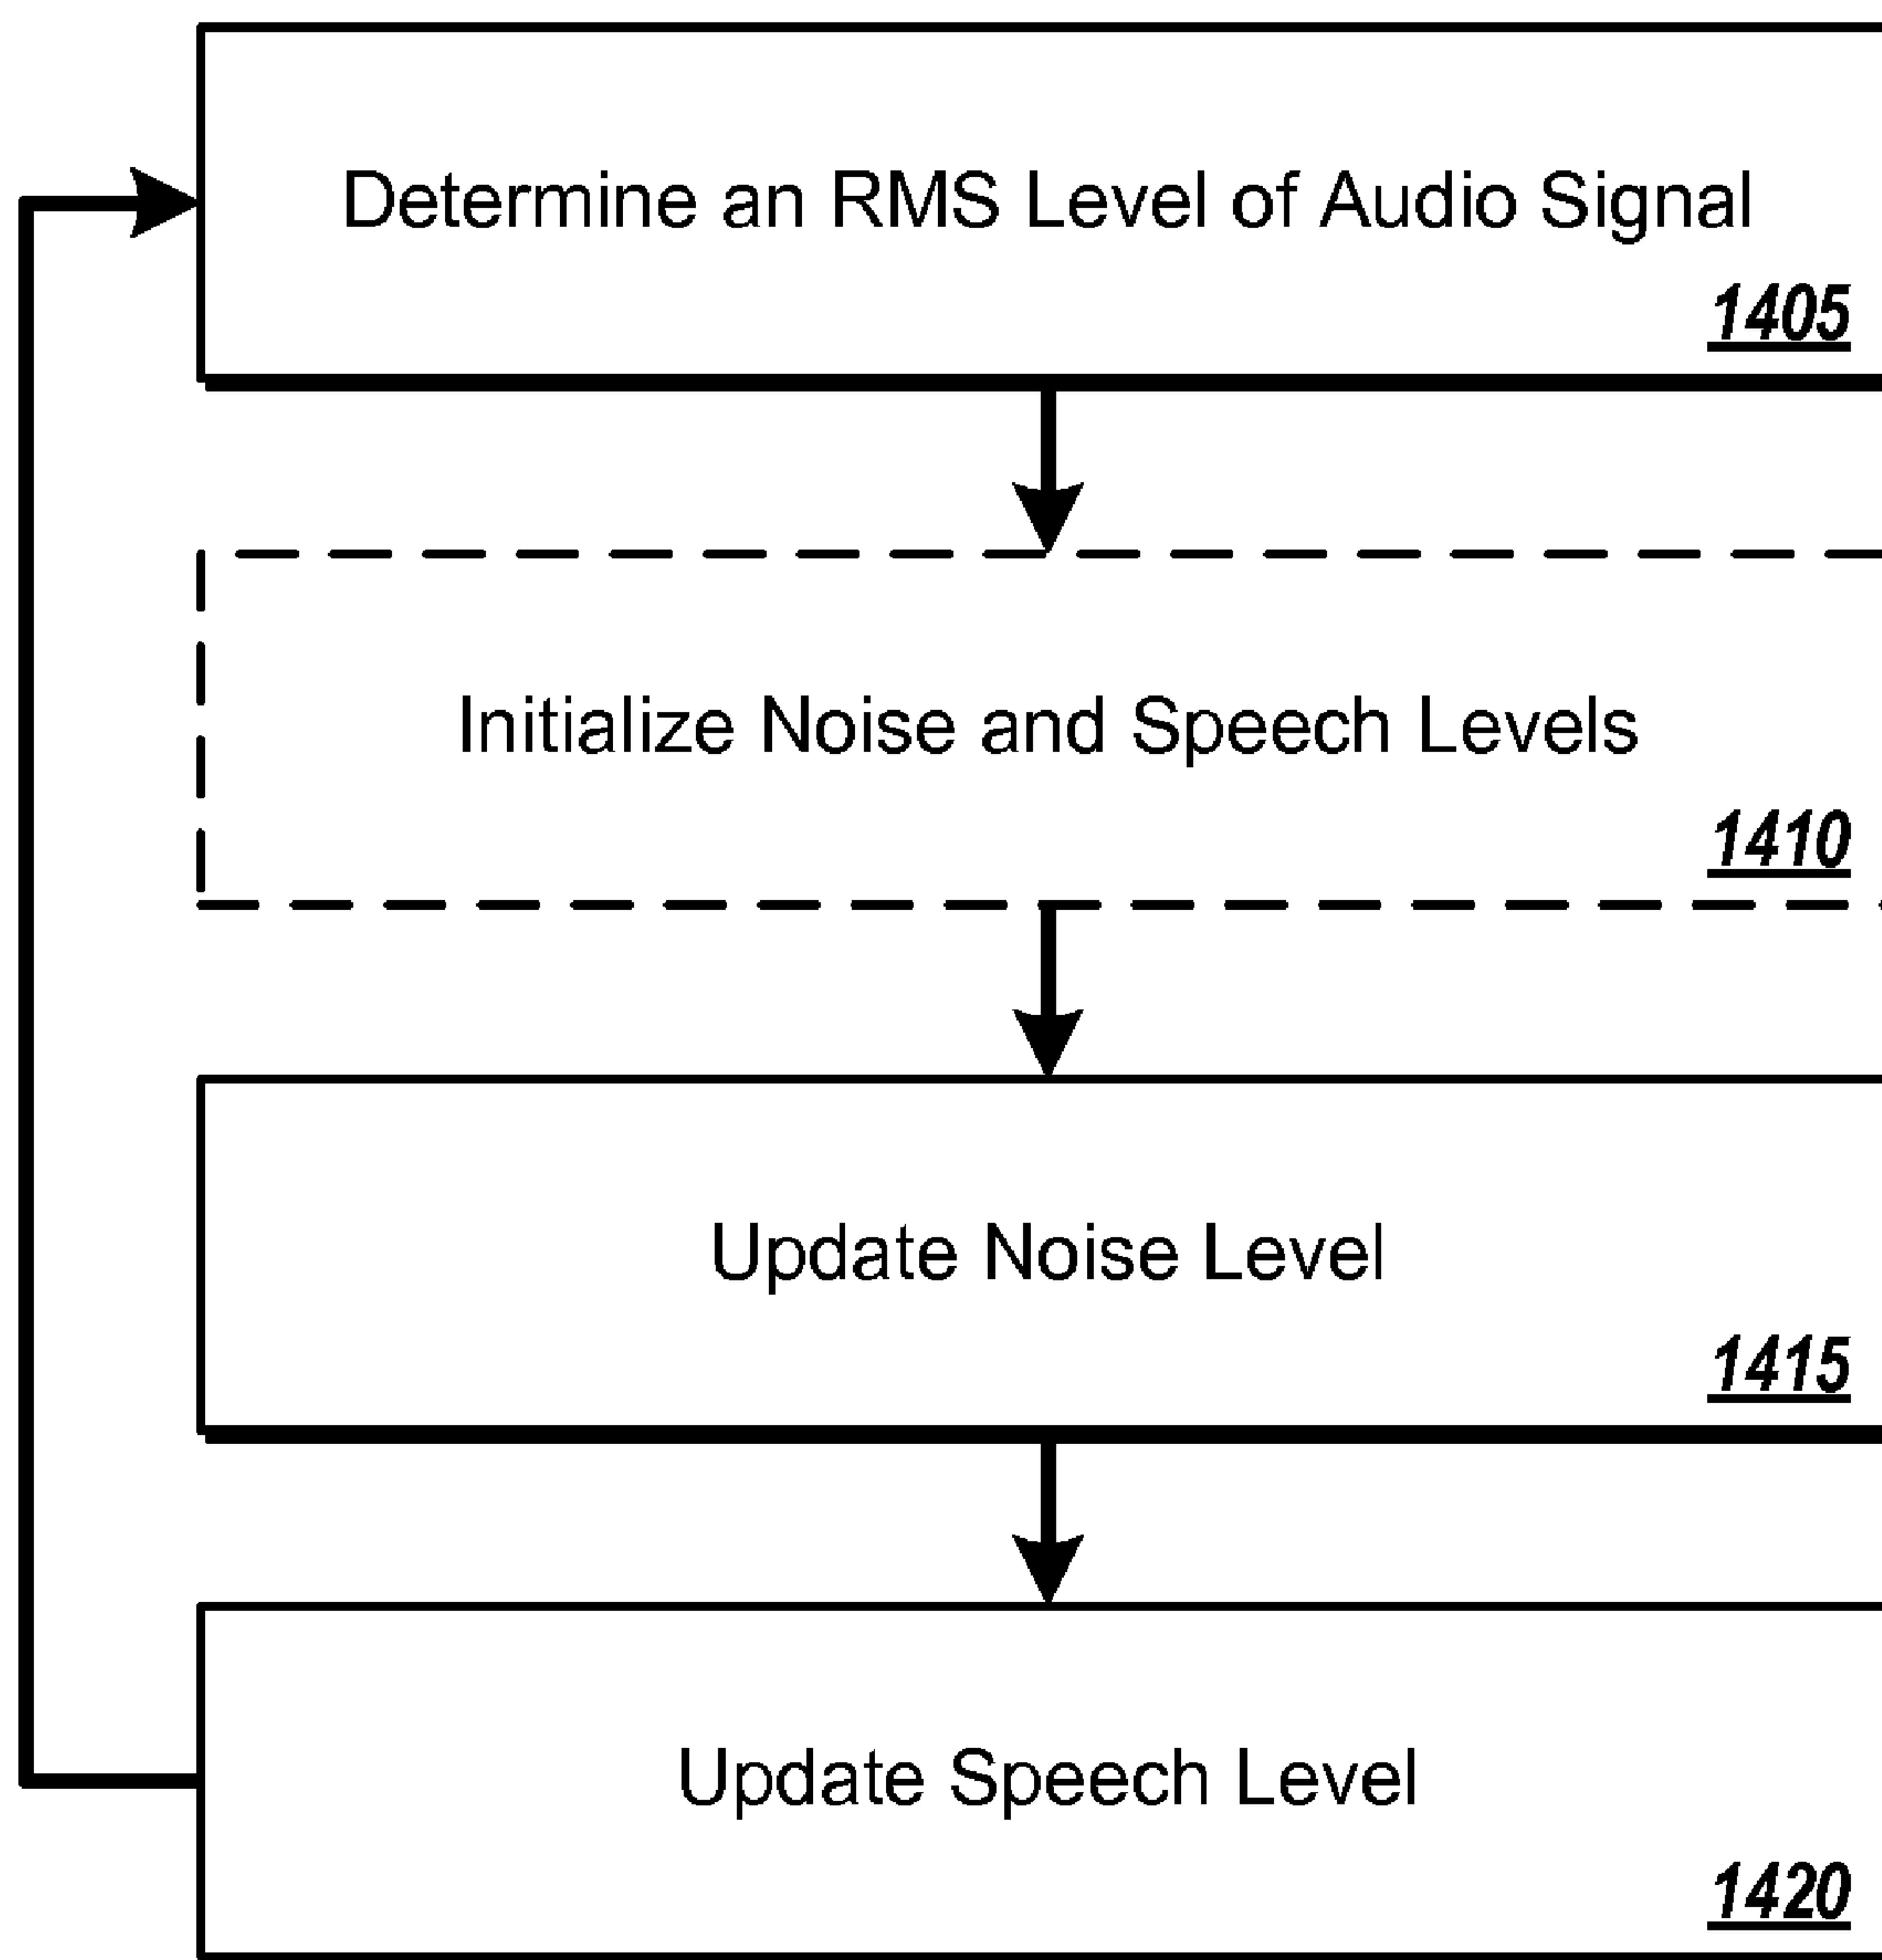 Determine an RMS Level of Audio Signal
1405
Initialize Noise and Speech Levels
1410
Update Noise Level
1415
Update Speech Level
1420